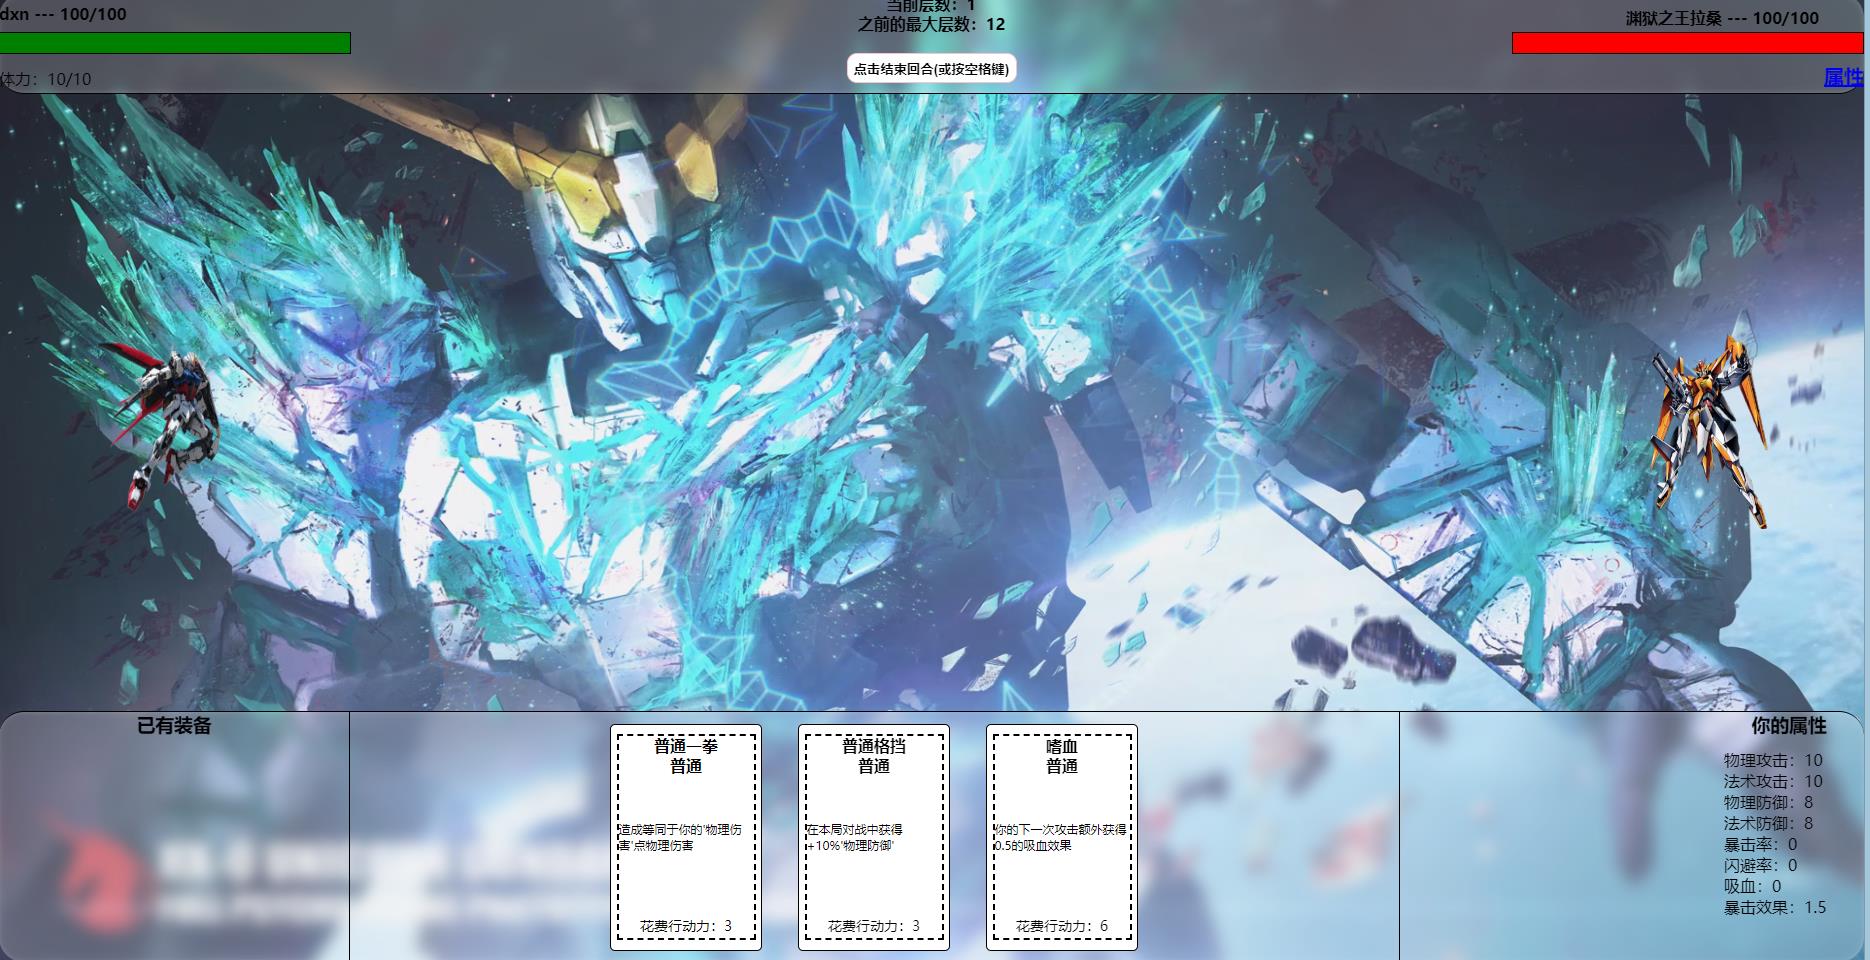 dxn --- 100/100
体力：10/10
当前层数：1
之前的最大层数：12
点击结束回合(或按空格键)
渊狱之王拉桑 --- 100/100
属性
已有装备
普通一拳
普通
造成等同于你的'物理伤
害'点物理伤害
花费行动力：3
普通格挡
普通
在本局对战中获得
+10%'物理防御'
花费行动力：3
嗜血
普通
你的下一次攻击额外获得
0.5的吸血效果
花费行动力：6
你的属性
物理攻击：10
法术攻击：10
物理防御：8
法术防御：8
暴击率：0
闪避率：0
吸血：0
暴击效果：1.5